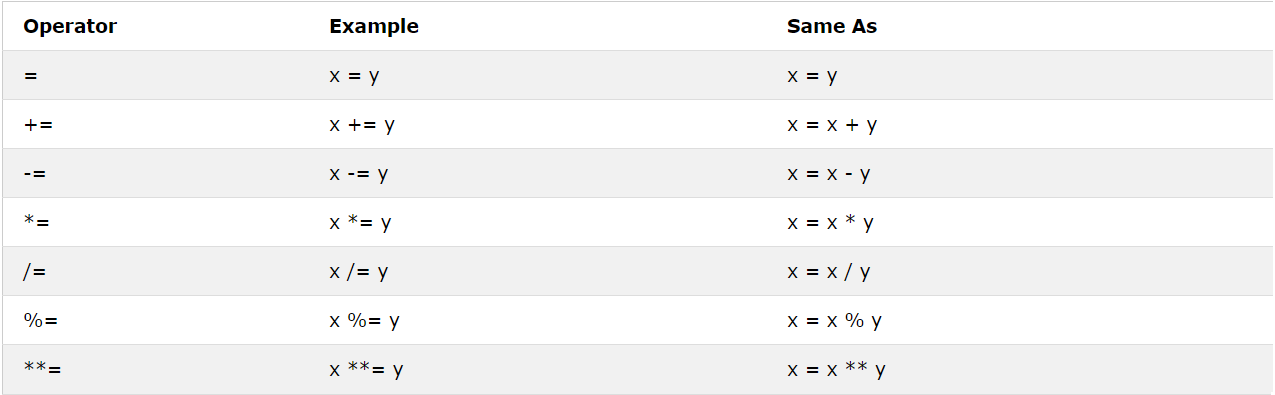 Operator Example Same As
= x = y x = y
+= x += y x = x + y
-= x -= y x = x - y
*= x *= y x = x * y
/= x /= y x = x / y
%= x %= y x = x % y
**= x **= y x = x ** y